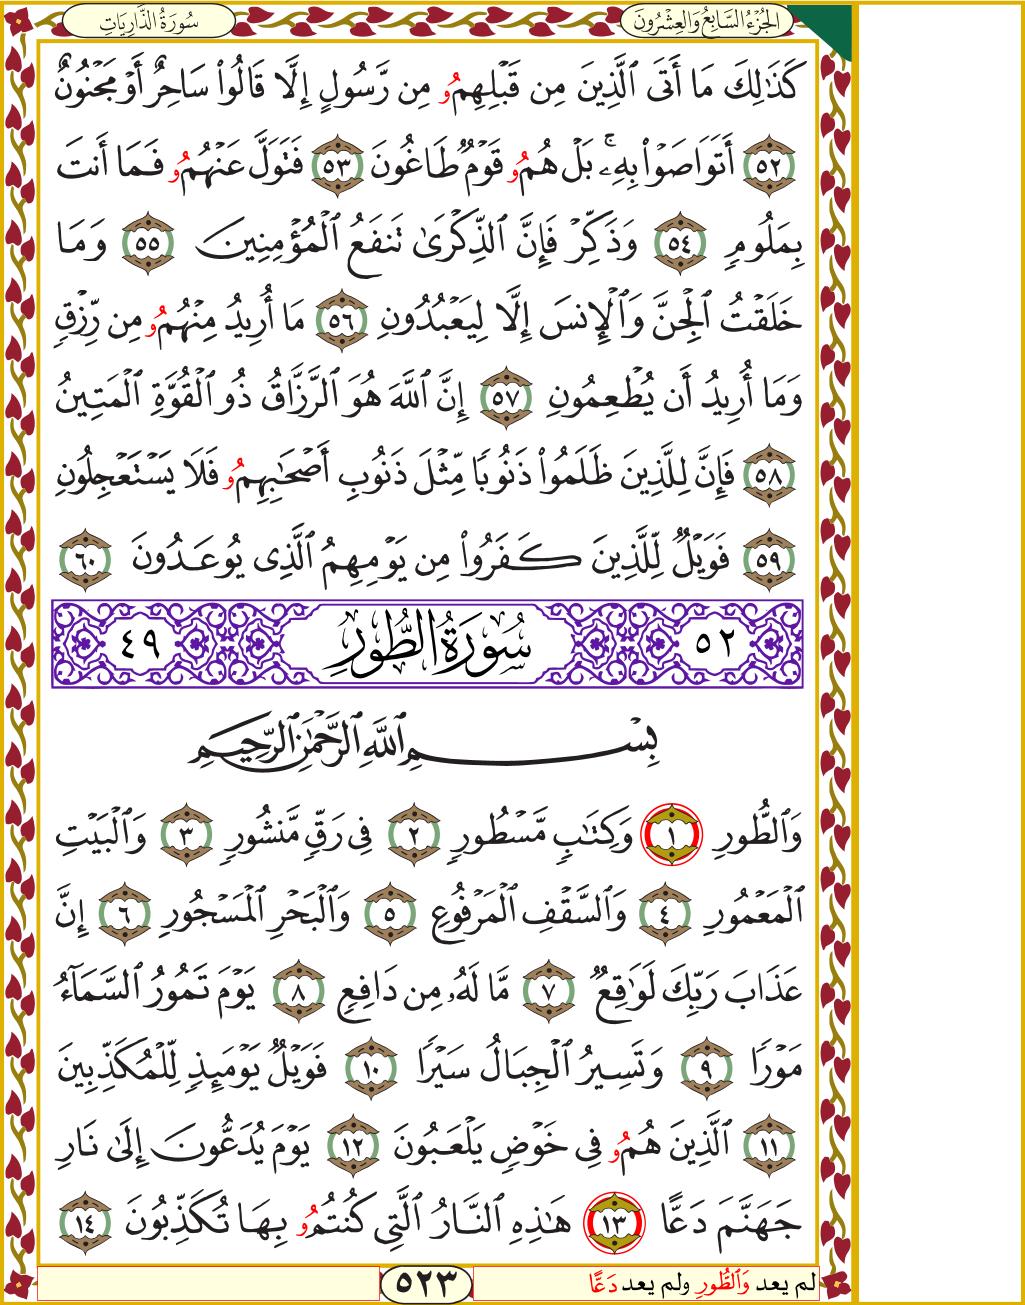 الجُزْءُ السَّابِعُ وَالعِشْرُونَ
سُورَةُ الذَّارِيَاتِ
كَذَٰلِكَ مَا أَتَى ٱلَّذِينَ مِن قَبْلِهِمُۥ مِن رَّسُولٍ إِلَّا قَالُوا۟ سَاحِرٌ أَوْ مَجْنُونٌ
٥٢ أَتَوَاصَوْا۟ بِهِۦۚ بَلْ هُمُۥ قَوْمٌ طَاغُونَ ٥٣ فَتَوَلَّ عَنْهُمُۥ فَمَا أَنتَ
بِمَلُومٍ ٥٤ وَذَكِّرْ فَإِنَّ ٱلذِّكْرَىٰ تَنفَعُ ٱلْمُؤْمِنِينَ ٥٥ وَمَا
خَلَقْتُ ٱلْجِنَّ وَٱلْإِنسَ إِلَّا لِيَعْبُدُونِ ٥٦ مَا أُرِيدُ مِنْهُمُۥ مِن رِّزْقٍ
وَمَا أُرِيدُ أَن يُطْعِمُونِ ٥٧ إِنَّ ٱللَّهَ هُوَ ٱلرَّزَّاقُ ذُو ٱلْقُوَّةِ ٱلْمَتِينُ
٥٨ فَإِنَّ لِلَّذِينَ ظَلَمُوا۟ ذَنُوبًا مِّثْلَ ذَنُوبِ أَصْحَٰبِهِمُۥ فَلَا يَسْتَعْجِلُونِ
٥٩ فَوَيْلٌ لِّلَّذِينَ كَفَرُوا۟ مِن يَوْمِهِمُ ٱلَّذِى يُوعَدُونَ ٦٠
٥٢ سُورَةُ الطُّورِ ٤٩
بِسْمِ ٱللَّهِ ٱلرَّحْمَٰنِ ٱلرَّحِيمِ
وَٱلطُّورِ ١ وَكِتَٰبٍ مَّسْطُورٍ ٢ فِى رَقٍّ مَّنشُورٍ ٣ وَٱلْبَيْتِ
ٱلْمَعْمُورِ ٤ وَٱلسَّقْفِ ٱلْمَرْفُوعِ ٥ وَٱلْبَحْرِ ٱلْمَسْجُورِ ٦ إِنَّ
عَذَابَ رَبِّكَ لَوَٰقِعٌ ٧ مَّا لَهُۥ مِن دَافِعٍ ٨ يَوْمَ تَمُورُ ٱلسَّمَآءُ
مَوْرًا ٩ وَتَسِيرُ ٱلْجِبَالُ سَيْرًا ١٠ فَوَيْلٌ يَوْمَئِذٍ لِّلْمُكَذِّبِينَ
١١ ٱلَّذِينَ هُمُۥ فِى خَوْضٍ يَلْعَبُونَ ١٢ يَوْمَ يُدَعُّونَ إِلَىٰ نَارِ
جَهَنَّمَ دَعًّا ١٣ هَٰذِهِ ٱلنَّارُ ٱلَّتِى كُنتُمُۥ بِهَا تُكَذِّبُونَ ١٤
لم يعد وَٱلطُّورِ ولم يعد دَعًّا
٥٢٣